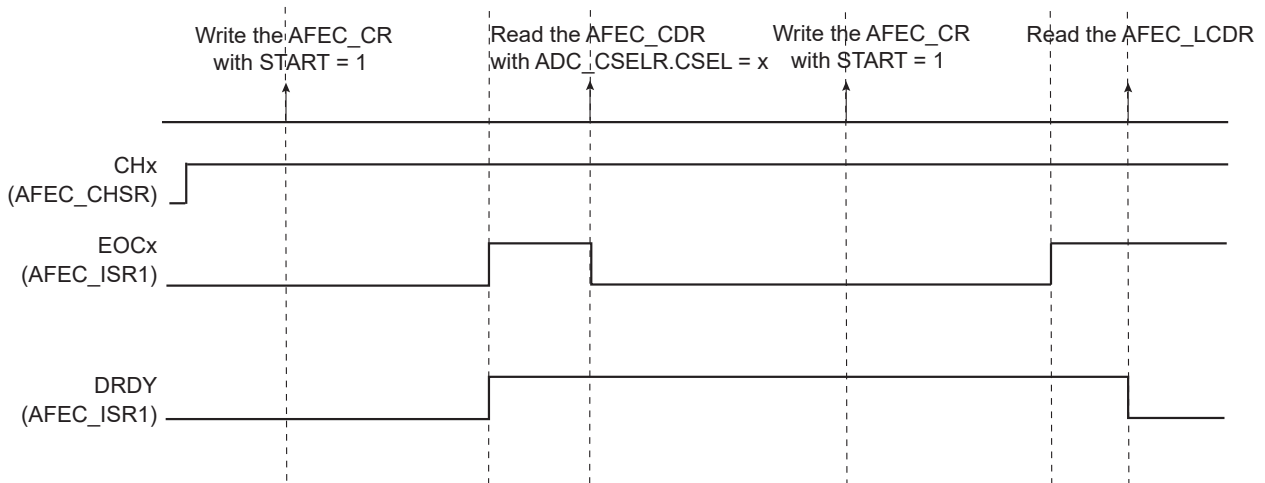 Write the AFEC_CR
with START = 1
Read the AFEC_CDR
with ADC_CSELR.CSEL = x
Write the AFEC_CR
with START = 1
Read the AFEC_LCDR
CHx
(AFEC_CHSR)
EOCx
(AFEC_ISR1)
DRDY
(AFEC_ISR1)